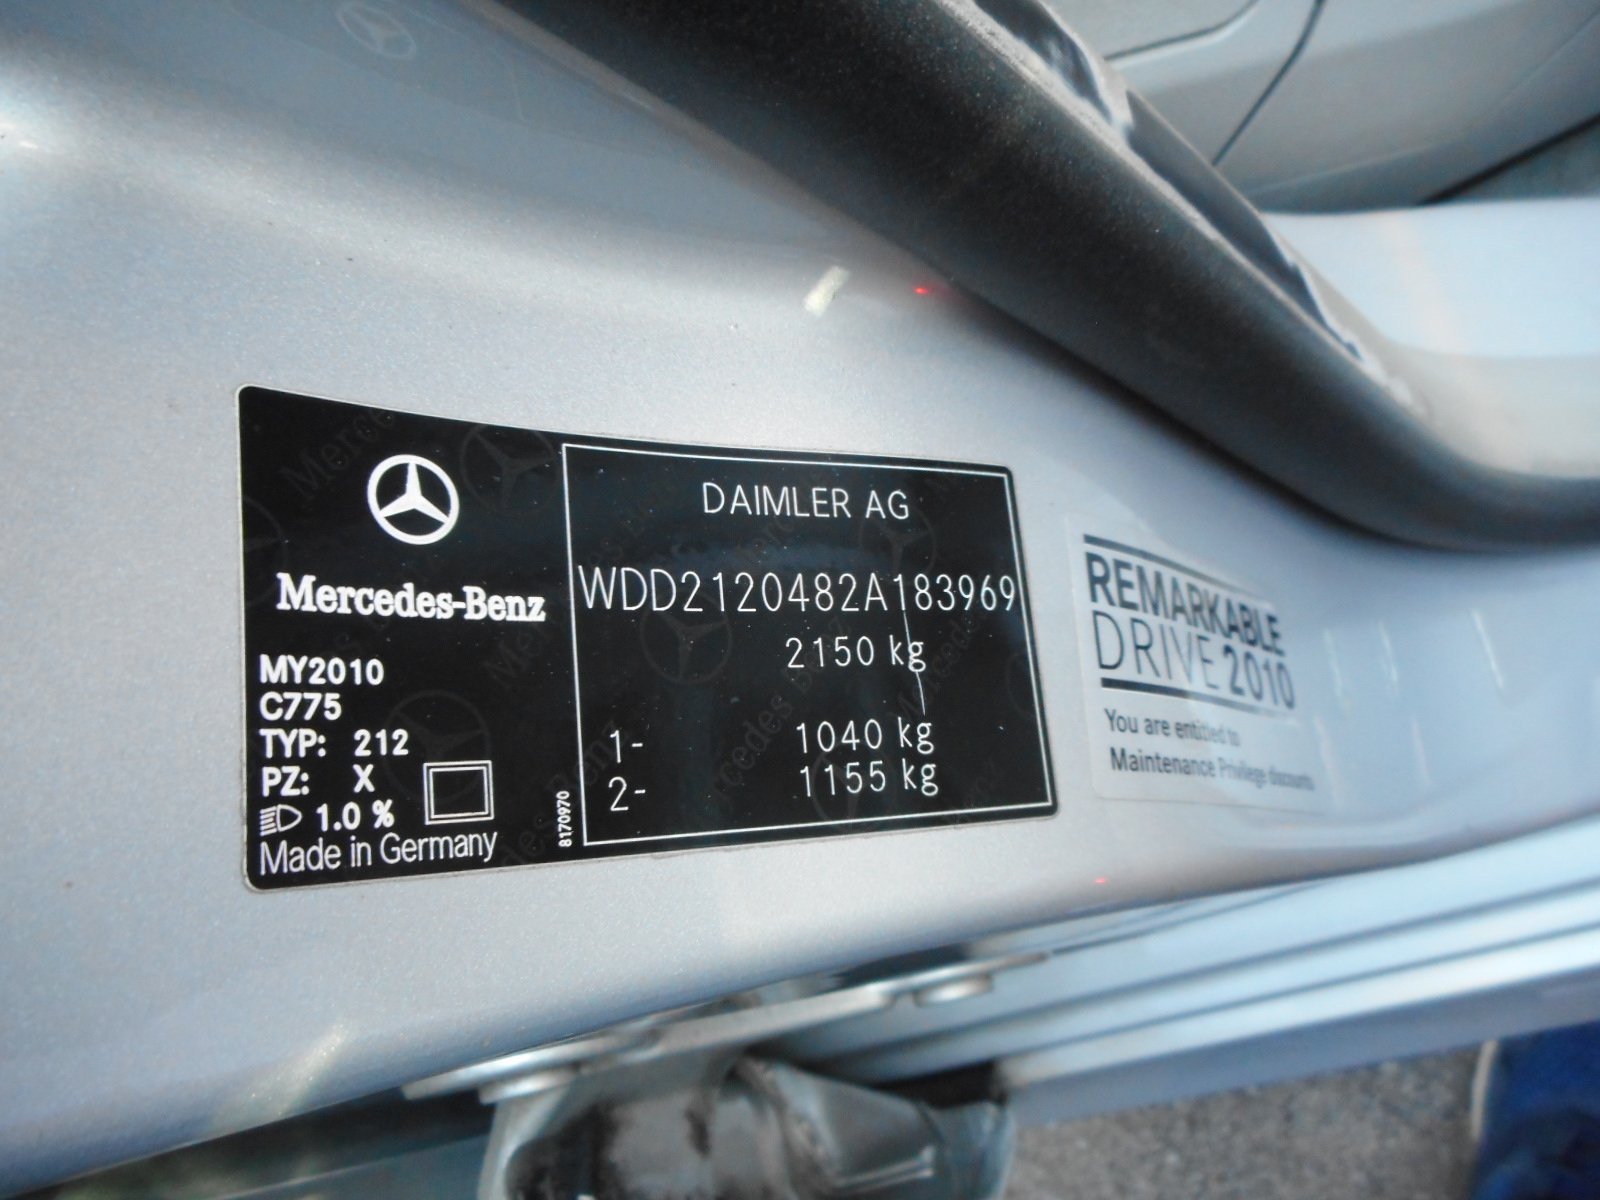 Mercedes-Benz
MY2010
C775
TYP: 212
PZ: X
1.0 %
Made in Germany
8170970
DAIMLER AG
WDD2120482A183969
2150 kg
1- 1040 kg
2- 1155 kg
REMARKABLE
DRIVE 2010
You are entitled to
Maintenance Privilege discounts